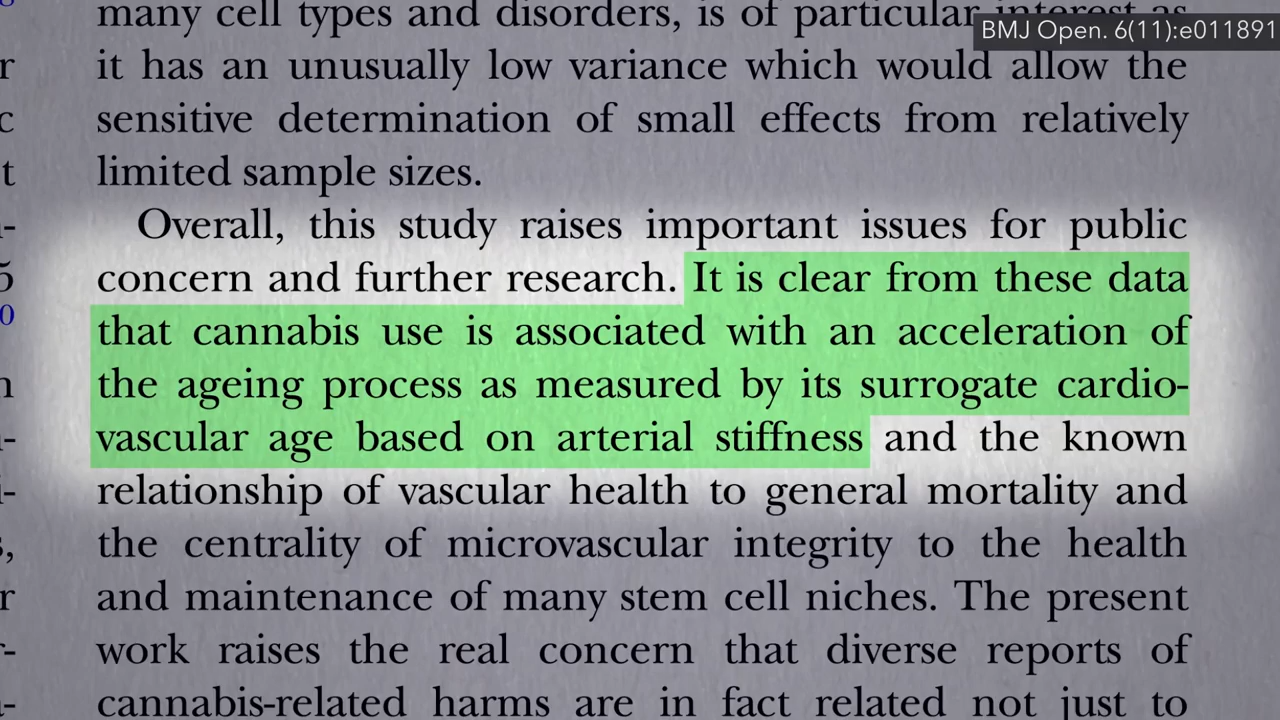 many cell types and disorders, is of particular interest as
BMJ Open. 6(11):e011891
it has an unusually low variance which would allow the
sensitive determination of small effects from relatively
limited sample sizes.
Overall, this study raises important issues for public
concern and further research. It is clear from these data
that cannabis use is associated with an acceleration of
the ageing process as measured by its surrogate cardio-
vascular age based on arterial stiffness and the known
relationship of vascular health to general mortality and
the centrality of microvascular integrity to the health
and maintenance of many stem cell niches. The present
work raises the real concern that diverse reports of
cannabis-related harms are in fact related not just to